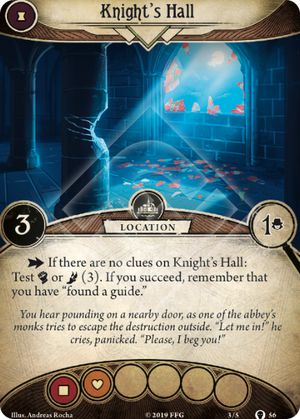 Knight's Hall
3
LOCATION
1
If there are no clues on Knight's Hall:
Test or (3). If you succeed, remember that
you have "found a guide."
You hear pounding on a nearby door, as one of the abbey's
monks tries to escape the destruction outside. "Let me in!" he
cries, panicked. "Please, I beg you!"
Illus. Andreas Rocha
© 2019 FFG
3/5
56